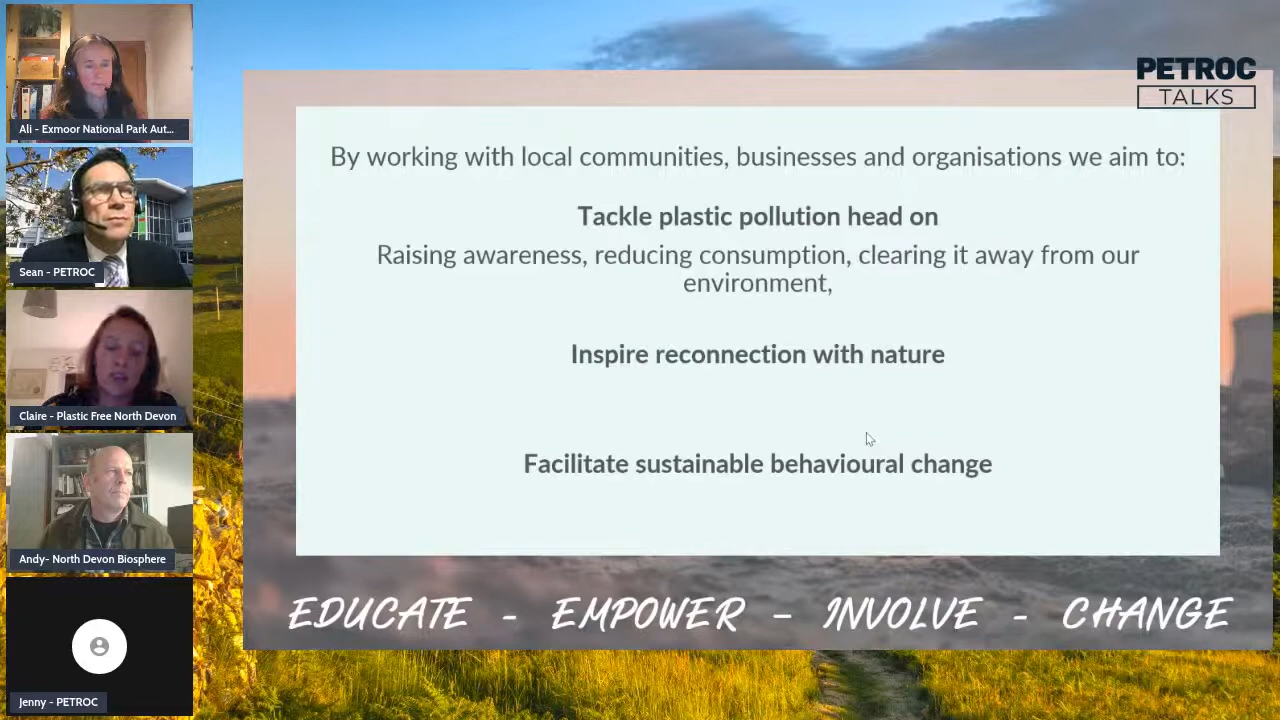 Ali - Exmoor National Park Aut...
Sean - PETROC
Claire - Plastic Free North Devon
Andy- North Devon Biosphere
Jenny - PETROC
PETROC
TALKS
By working with local communities, businesses and organisations we aim to:
Tackle plastic pollution head on
Raising awareness, reducing consumption, clearing it away from our
environment,
Inspire reconnection with nature
Facilitate sustainable behavioural change
EDUCATE - EMPOWER – INVOLVE - CHANGE